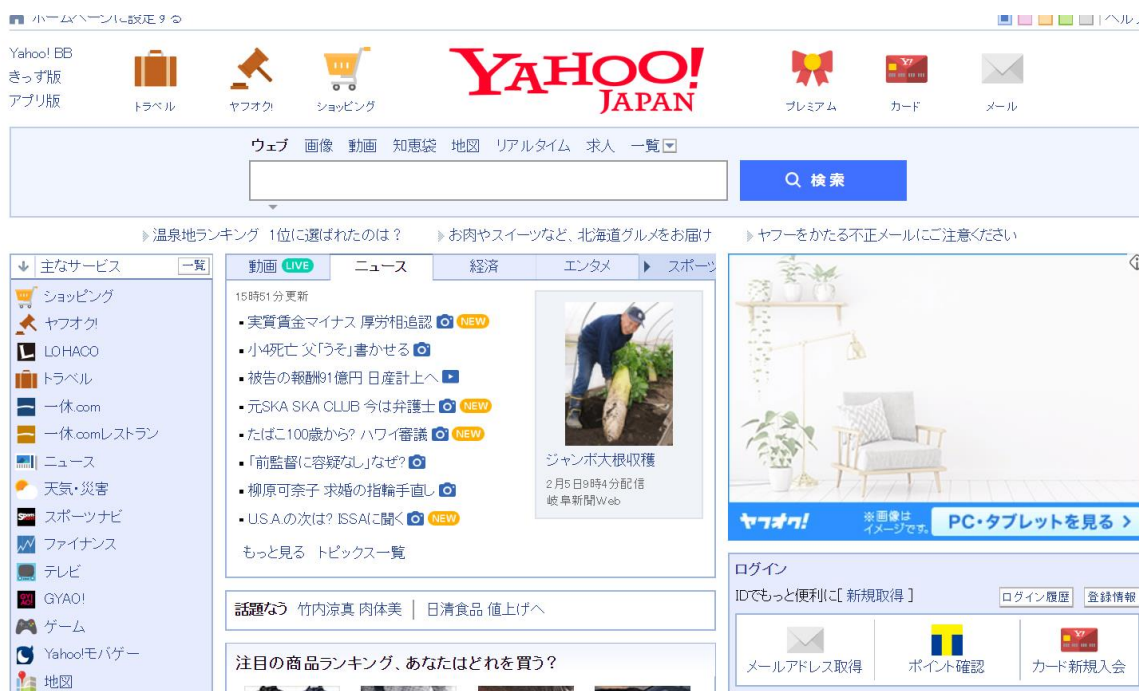 ホームページに設定する
ヘル
Yahoo! BB
きっず版
アプリ版
トラベル
ヤフオク!
ショッピング
YAHOO!
JAPAN
プレミアム
カード
メール
ウェブ 画像 動画 知恵袋 地図 リアルタイム 求人 一覧
検索
温泉地ランキング 1位に選ばれたのは？
お肉やスイーツなど、北海道グルメをお届け
ヤフーをかたる不正メールにご注意ください
主なサービス 一覧
ショッピング
ヤフオク!
LOHACO
トラベル
一休.com
一休.comレストラン
ニュース
天気・災害
スポーツナビ
ファイナンス
テレビ
GYAO!
ゲーム
Yahoo!モバゲー
地図
動画 LIVE ニュース 経済 エンタメ スポーツ
15時51分更新
実質賃金マイナス 厚労相追認 NEW
小4死亡 父「うそ」書かせる
被告の報酬91億円 日産計上へ
元SKA SKA CLUB 今は弁護士 NEW
たばこ100歳から? ハワイ審議 NEW
「前監督に容疑なし」なぜ?
柳原可奈子 求婚の指輪手直し
U.S.A.の次は? ISSAに聞く NEW
もっと見る トピックス一覧
ジャンボ大根収穫
2月5日9時4分配信
岐阜新聞Web
話題なう 竹内涼真 肉体美 | 日清食品 値上げへ
注目の商品ランキング、あなたはどれを買う？
ヤフオク!
※画像は
イメージです。
PC・タブレットを見る
ログイン
IDでもっと便利に[ 新規取得 ]
ログイン履歴 登録情報
メールアドレス取得
ポイント確認
カード新規入会